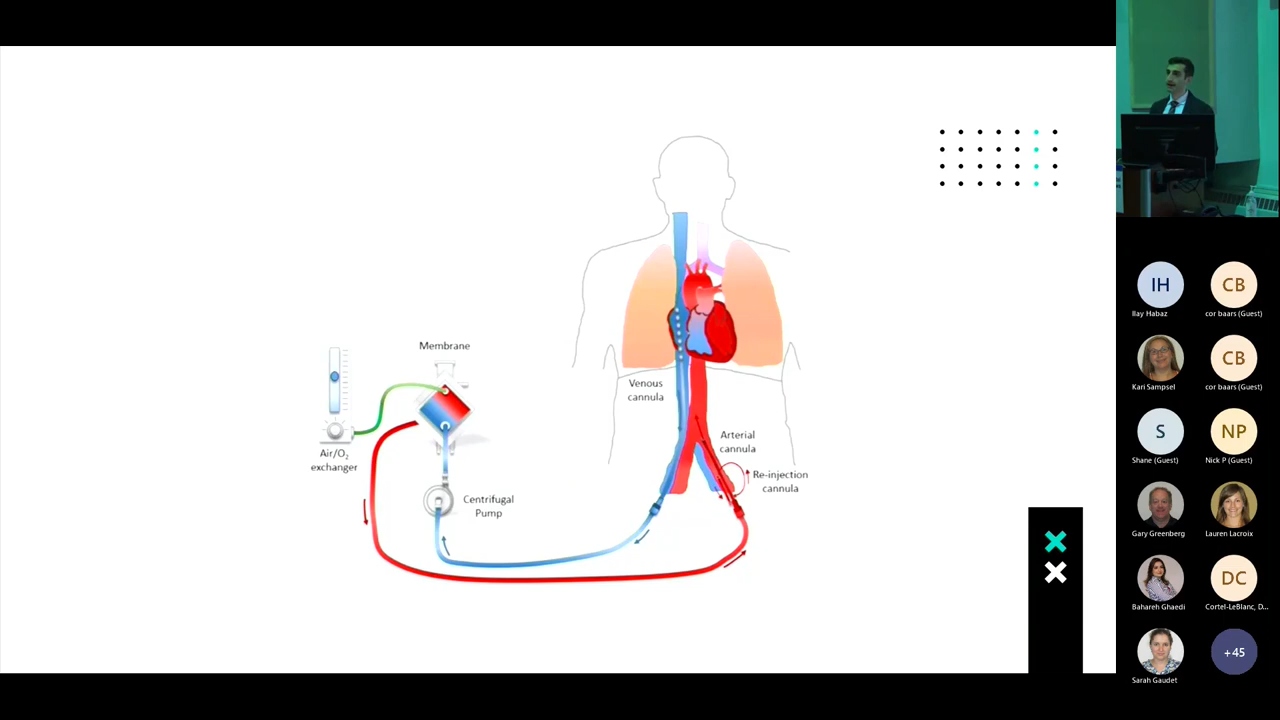 Membrane
Air/O₂
exchanger
Centrifugal
Pump
Venous
cannula
Arterial
cannula
Re-injection
cannula
IH
Ilay Habaz
CB
cor baars (Guest)
Kari Sampsel
CB
cor baars (Guest)
S
Shane (Guest)
NP
Nick P (Guest)
Gary Greenberg
Lauren Lacroix
Bahareh Ghaedi
DC
Cortel-LeBlanc, D...
Sarah Gaudet
+45